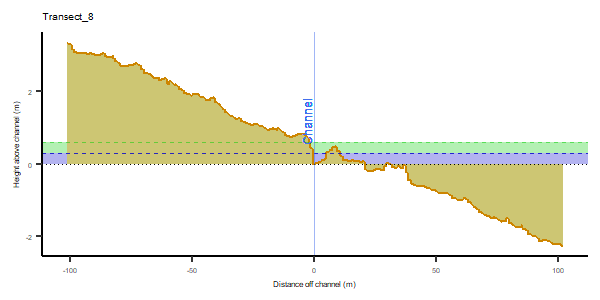 Transect_8
Height above channel (m)
2
0
-2
Channel
-100
-50
0
50
100
Distance off channel (m)